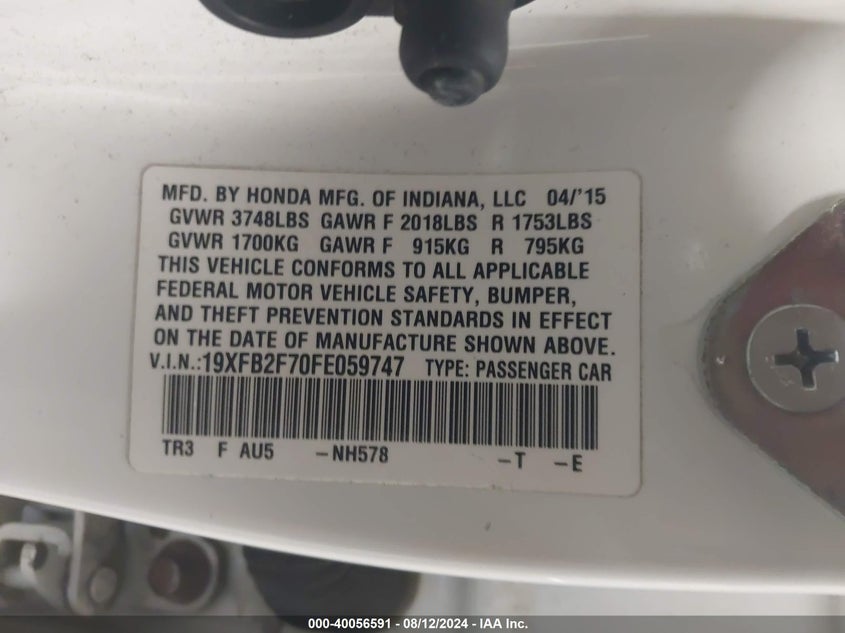 MFD. BY HONDA MFG. OF INDIANA, LLC 04/'15
GVWR 3748LBS GAWR F 2018LBS R 1753LBS
GVWR 1700KG GAWR F 915KG R 795KG
THIS VEHICLE CONFORMS TO ALL APPLICABLE
FEDERAL MOTOR VEHICLE SAFETY, BUMPER,
AND THEFT PREVENTION STANDARDS IN EFFECT
ON THE DATE OF MANUFACTURE SHOWN ABOVE.
V.I.N.:19XFB2F70FE059747 TYPE: PASSENGER CAR
TR3 F AU5 -NH578 -T -E
000-40056591 - 08/12/2024 - IAA Inc.